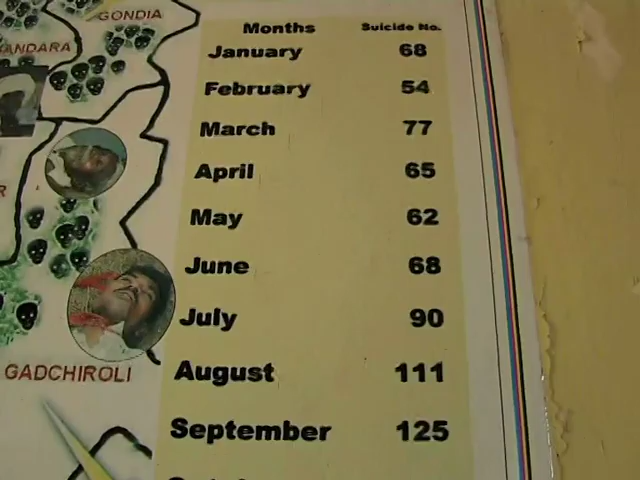 GONDIA
ANDARA
R
GADCHIROLI
Months Suicide No.
January 68
February 54
March 77
April 65
May 62
June 68
July 90
August 111
September 125